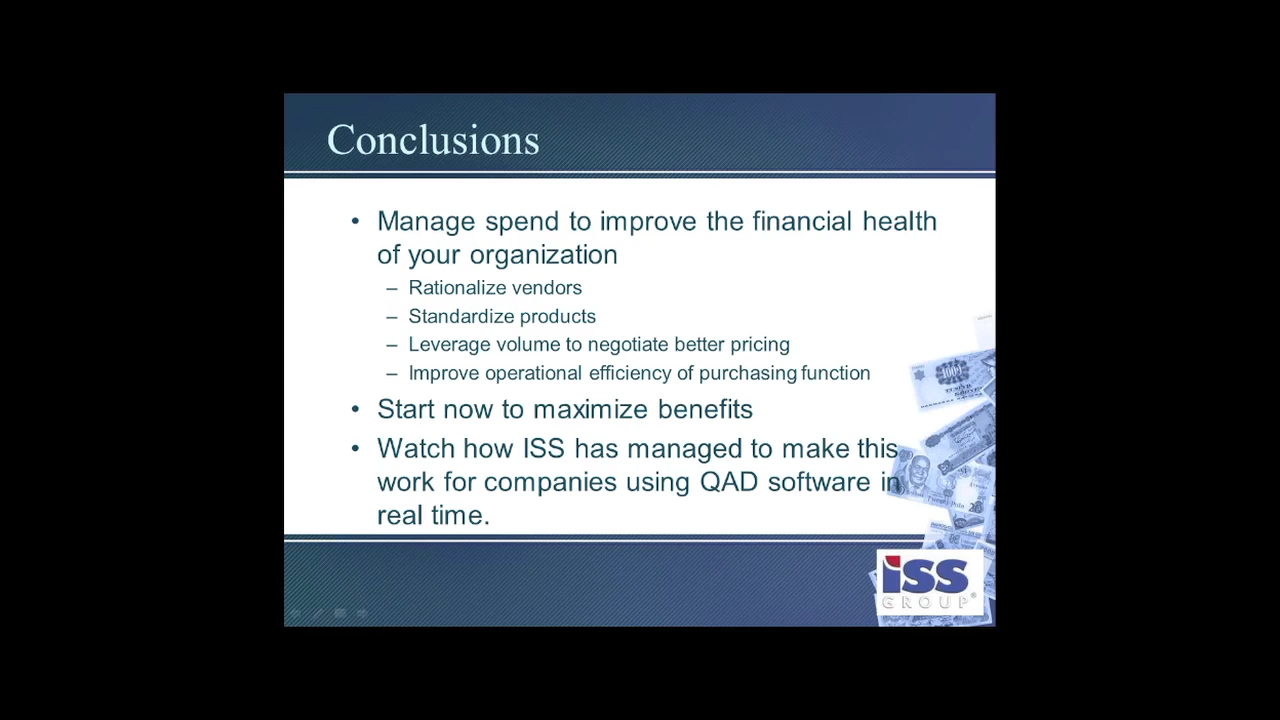 Conclusions
• Manage spend to improve the financial health
of your organization
– Rationalize vendors
– Standardize products
– Leverage volume to negotiate better pricing
– Improve operational efficiency of purchasing function
• Start now to maximize benefits
• Watch how ISS has managed to make this
work for companies using QAD software in
real time.
iSS
GROUP®